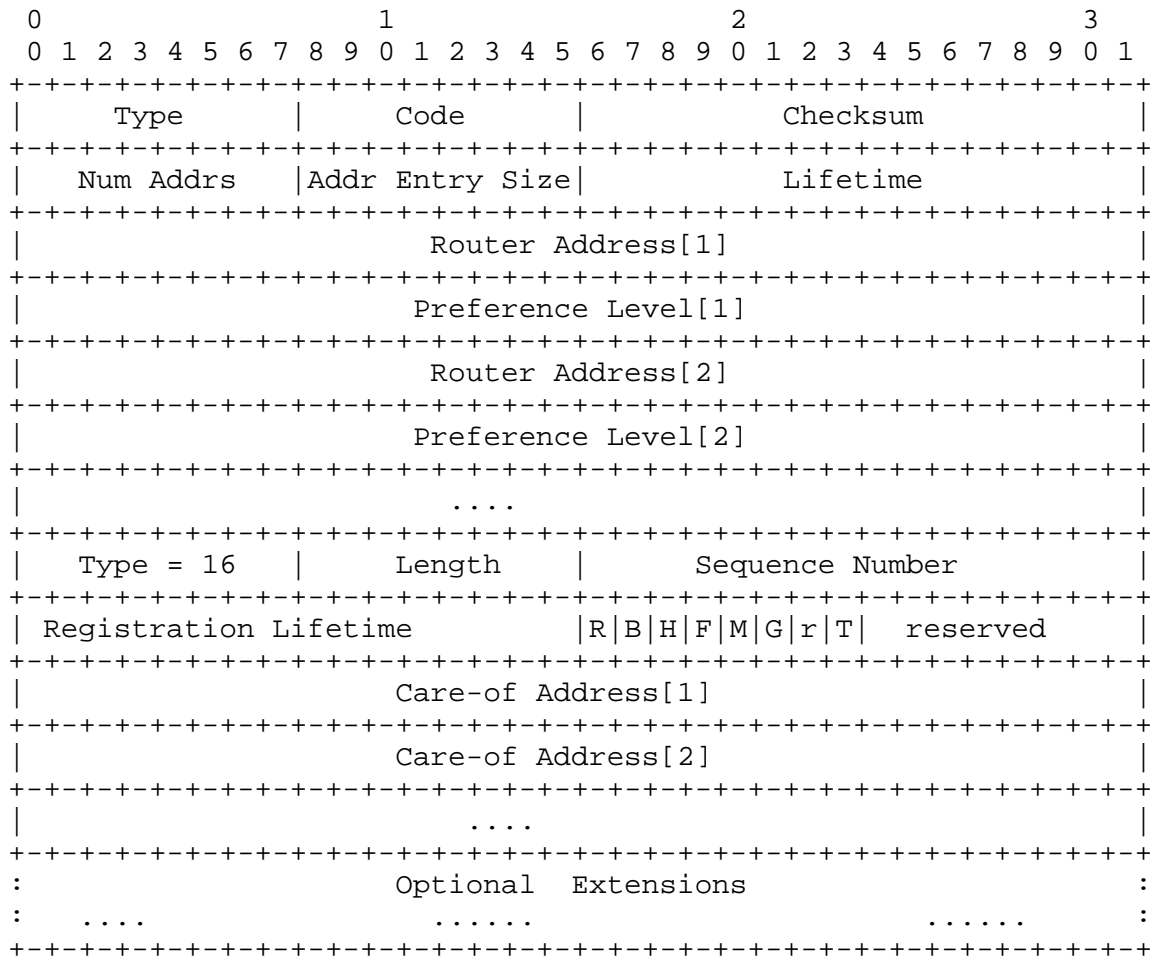 0                   1                   2                   3
 0 1 2 3 4 5 6 7 8 9 0 1 2 3 4 5 6 7 8 9 0 1 2 3 4 5 6 7 8 9 0 1
+-+-+-+-+-+-+-+-+-+-+-+-+-+-+-+-+-+-+-+-+-+-+-+-+-+-+-+-+-+-+-+-+
|     Type      |     Code      |           Checksum            |
+-+-+-+-+-+-+-+-+-+-+-+-+-+-+-+-+-+-+-+-+-+-+-+-+-+-+-+-+-+-+-+-+
|   Num Addrs   |Addr Entry Size|           Lifetime            |
+-+-+-+-+-+-+-+-+-+-+-+-+-+-+-+-+-+-+-+-+-+-+-+-+-+-+-+-+-+-+-+-+
|                       Router Address[1]                       |
+-+-+-+-+-+-+-+-+-+-+-+-+-+-+-+-+-+-+-+-+-+-+-+-+-+-+-+-+-+-+-+-+
|                      Preference Level[1]                      |
+-+-+-+-+-+-+-+-+-+-+-+-+-+-+-+-+-+-+-+-+-+-+-+-+-+-+-+-+-+-+-+-+
|                       Router Address[2]                       |
+-+-+-+-+-+-+-+-+-+-+-+-+-+-+-+-+-+-+-+-+-+-+-+-+-+-+-+-+-+-+-+-+
|                      Preference Level[2]                      |
+-+-+-+-+-+-+-+-+-+-+-+-+-+-+-+-+-+-+-+-+-+-+-+-+-+-+-+-+-+-+-+-+
|                        ....                                   |
+-+-+-+-+-+-+-+-+-+-+-+-+-+-+-+-+-+-+-+-+-+-+-+-+-+-+-+-+-+-+-+-+
|   Type = 16   |     Length    |      Sequence Number          |
+-+-+-+-+-+-+-+-+-+-+-+-+-+-+-+-+-+-+-+-+-+-+-+-+-+-+-+-+-+-+-+-+
| Registration Lifetime         |R|B|H|F|M|G|r|T|  reserved     |
+-+-+-+-+-+-+-+-+-+-+-+-+-+-+-+-+-+-+-+-+-+-+-+-+-+-+-+-+-+-+-+-+
|                     Care-of Address[1]                        |
+-+-+-+-+-+-+-+-+-+-+-+-+-+-+-+-+-+-+-+-+-+-+-+-+-+-+-+-+-+-+-+-+
|                     Care-of Address[2]                        |
+-+-+-+-+-+-+-+-+-+-+-+-+-+-+-+-+-+-+-+-+-+-+-+-+-+-+-+-+-+-+-+-+
|                         ....                                  |
+-+-+-+-+-+-+-+-+-+-+-+-+-+-+-+-+-+-+-+-+-+-+-+-+-+-+-+-+-+-+-+-+
:                     Optional  Extensions                      :
:   ....                ......                      ......      :
+-+-+-+-+-+-+-+-+-+-+-+-+-+-+-+-+-+-+-+-+-+-+-+-+-+-+-+-+-+-+-+-+